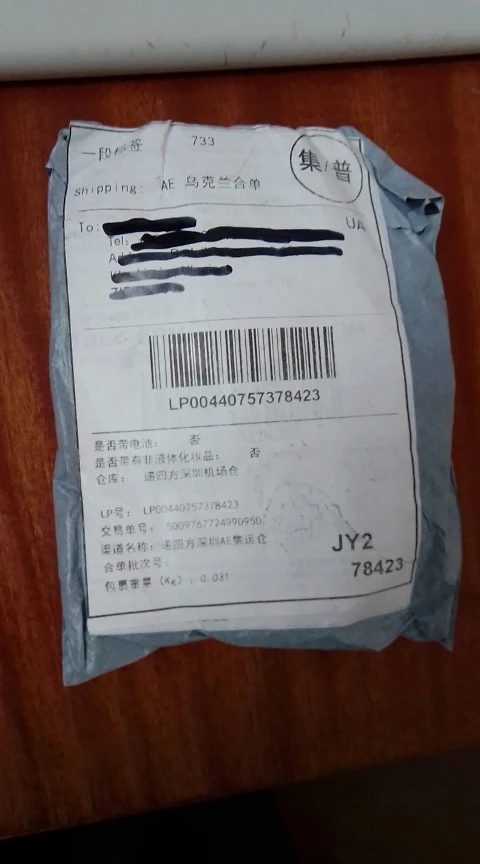 一段标签 733
集/普
shipping: AE 乌克兰合单
To:
UA
Tel:
LP00440757378423
是否带电池: 否
是否带有非液体化妆品: 否
仓库: 递四方深圳机场仓
LP号: LP00440757378423
交易单号: 5009767724990950
渠道名称: 递四方深圳AE集运仓
JY2
合单批次号:
78423
包裹重量 (Kg) : 0.031